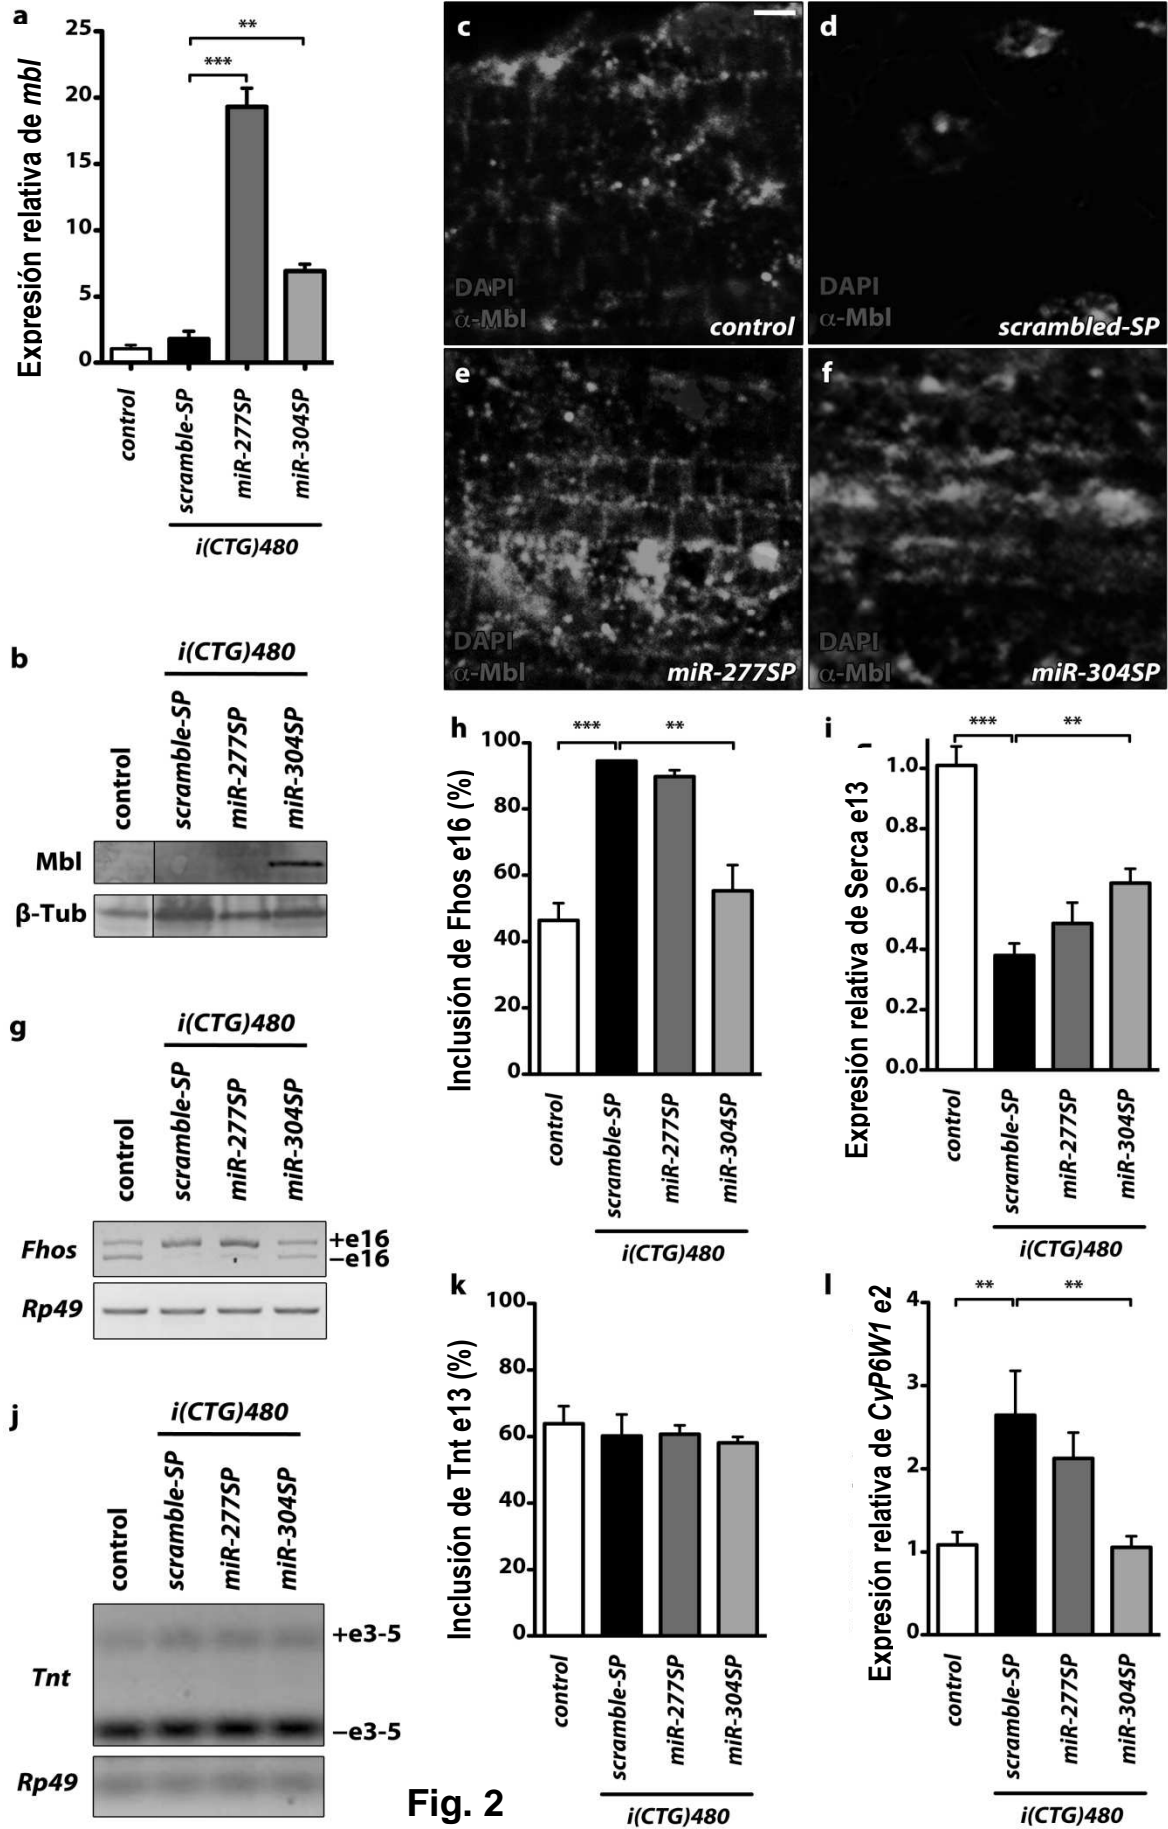 a
Expresión relativa de mbl
25
20
15
10
5
0
**
***
control
scramble-SP
miR-277SP
miR-304SP
i(CTG)480
c
DAPI
α-Mbl
control
d
DAPI
α-Mbl
scrambled-SP
e
DAPI
α-Mbl
miR-277SP
f
DAPI
α-Mbl
miR-304SP
b
i(CTG)480
control
scramble-SP
miR-277SP
miR-304SP
Mbl
β-Tub
g
i(CTG)480
control
scramble-SP
miR-277SP
miR-304SP
Fhos
+e16
−e16
Rp49
h
Inclusión de Fhos e16 (%)
100
80
60
40
20
0
***
**
control
scramble-SP
miR-277SP
miR-304SP
i(CTG)480
i
Expresión relativa de Serca e13
1.0
0.8
0.6
0.4
0.2
0.0
***
**
control
scramble-SP
miR-277SP
miR-304SP
i(CTG)480
j
i(CTG)480
control
scramble-SP
miR-277SP
miR-304SP
Tnt
+e3-5
−e3-5
Rp49
k
Inclusión de Tnt e13 (%)
100
80
60
40
20
0
control
scramble-SP
miR-277SP
miR-304SP
i(CTG)480
l
Expresión relativa de CyP6W1 e2
4
3
2
1
0
**
**
control
scramble-SP
miR-277SP
miR-304SP
i(CTG)480
Fig. 2